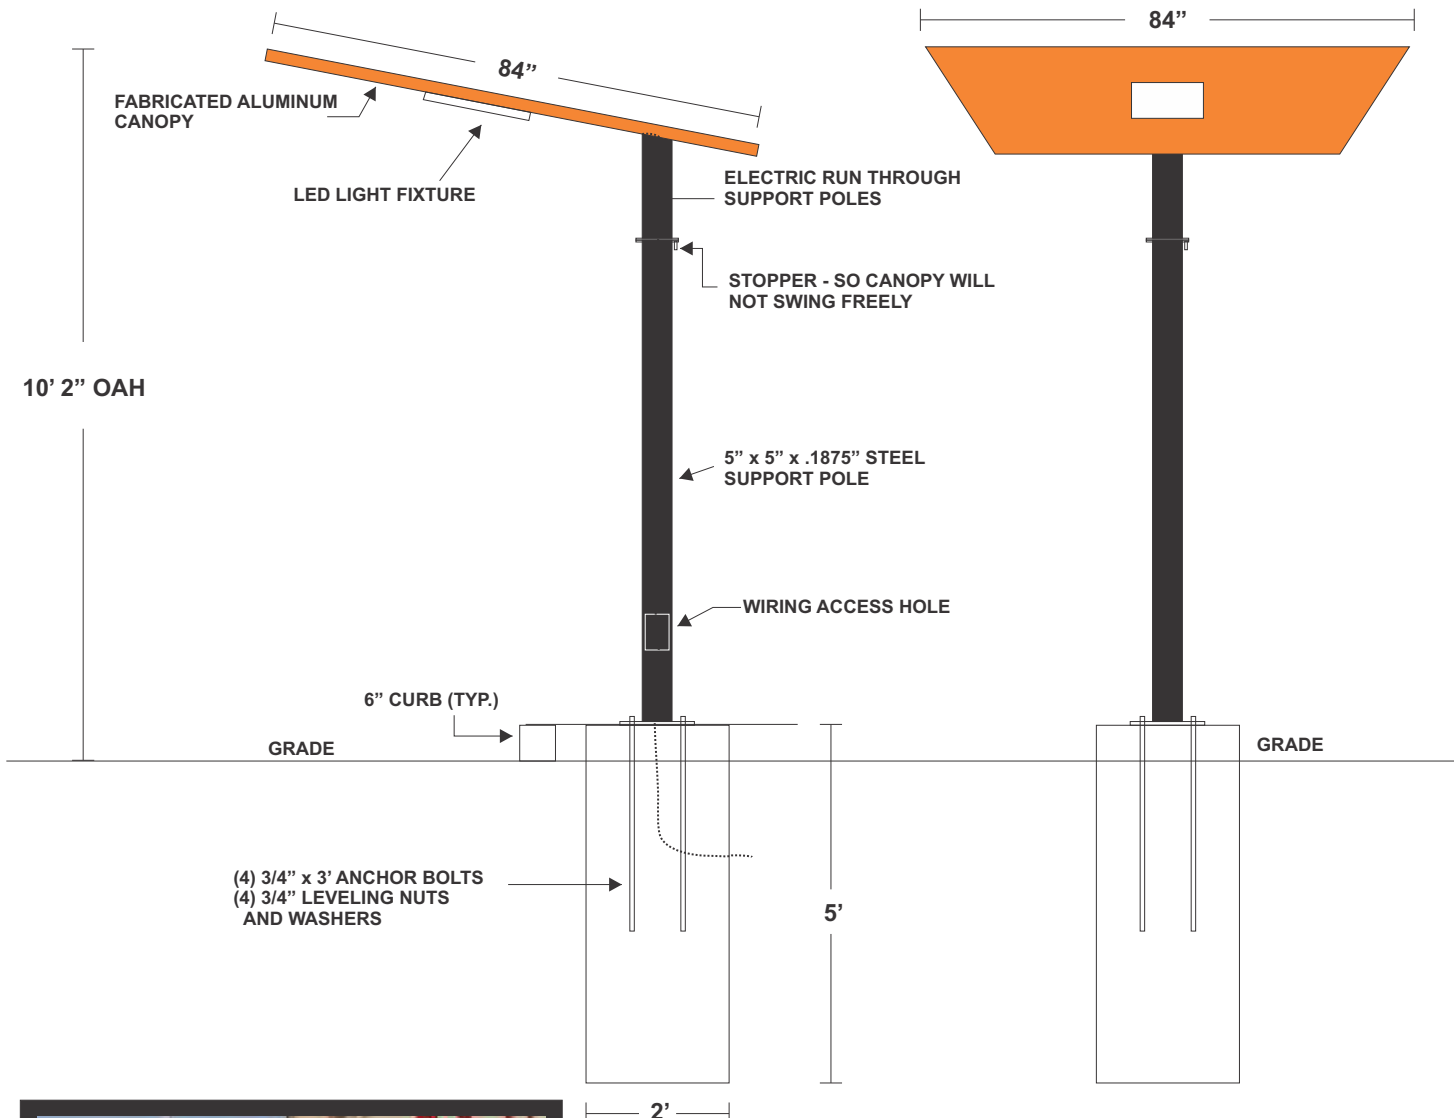 84”
84”
FABRICATED ALUMINUM
CANOPY
LED LIGHT FIXTURE
ELECTRIC RUN THROUGH
SUPPORT POLES
STOPPER - SO CANOPY WILL
NOT SWING FREELY
10’ 2” OAH
5” x 5” x .1875” STEEL
SUPPORT POLE
WIRING ACCESS HOLE
6” CURB (TYP.)
GRADE
GRADE
(4) 3/4” x 3’ ANCHOR BOLTS
(4) 3/4” LEVELING NUTS
AND WASHERS
5’
2’